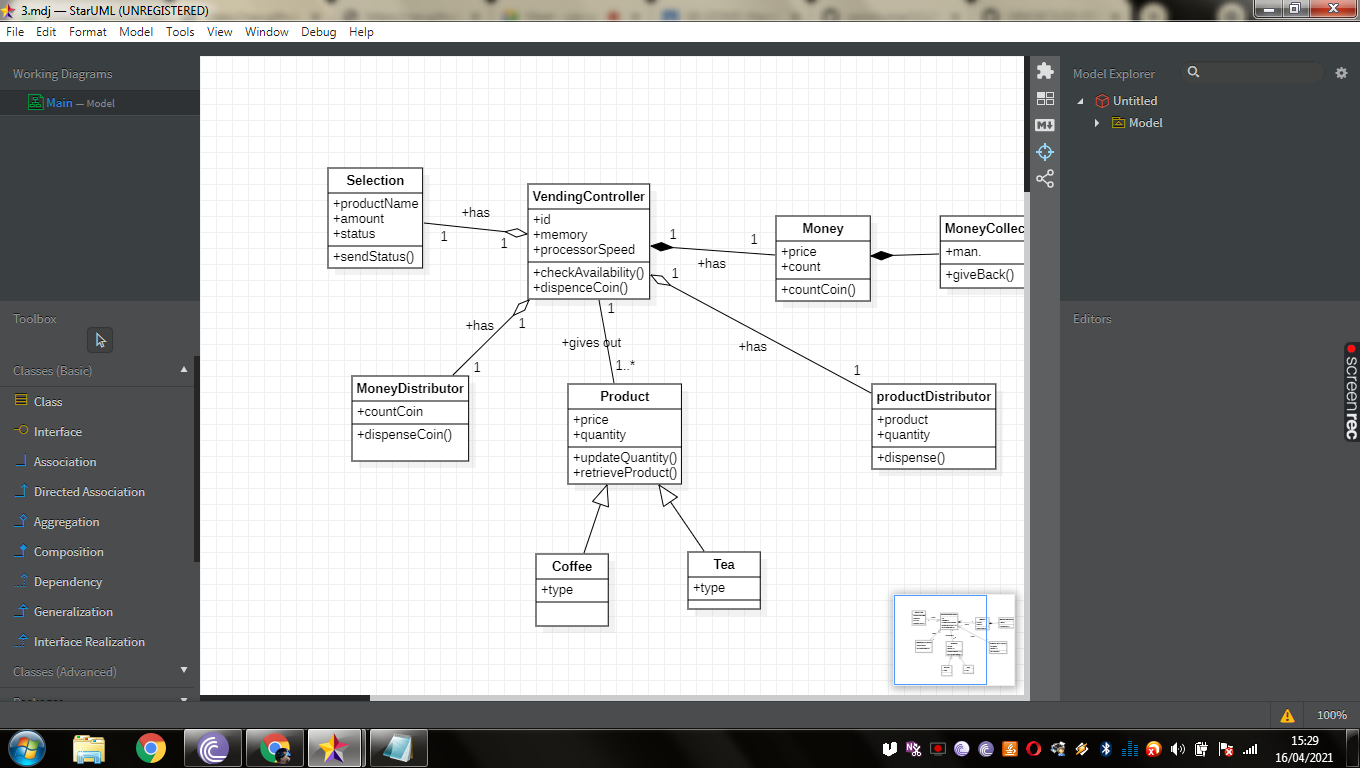 3.mdj — StarUML (UNREGISTERED)
File Edit Format Model Tools View Window Debug Help
Working Diagrams
Main — Model
Toolbox
Classes (Basic)
Class
Interface
Association
Directed Association
Aggregation
Composition
Dependency
Generalization
Interface Realization
Classes (Advanced)
Selection
+productName
+amount
+status
+sendStatus()
+has
1
1
VendingController
+id
+memory
+processorSpeed
+checkAvailability()
+dispenceCoin()
1
1
+has
Money
+price
+count
+countCoin()
MoneyCollec
+man.
+giveBack()
+has
1
1
MoneyDistributor
+countCoin
+dispenseCoin()
1
+gives out
1..*
Product
+price
+quantity
+updateQuantity()
+retrieveProduct()
1
+has
1
productDistributor
+product
+quantity
+dispense()
Coffee
+type
Tea
+type
M
Model Explorer
Untitled
Model
Editors
screenrec
100%
15:29
16/04/2021